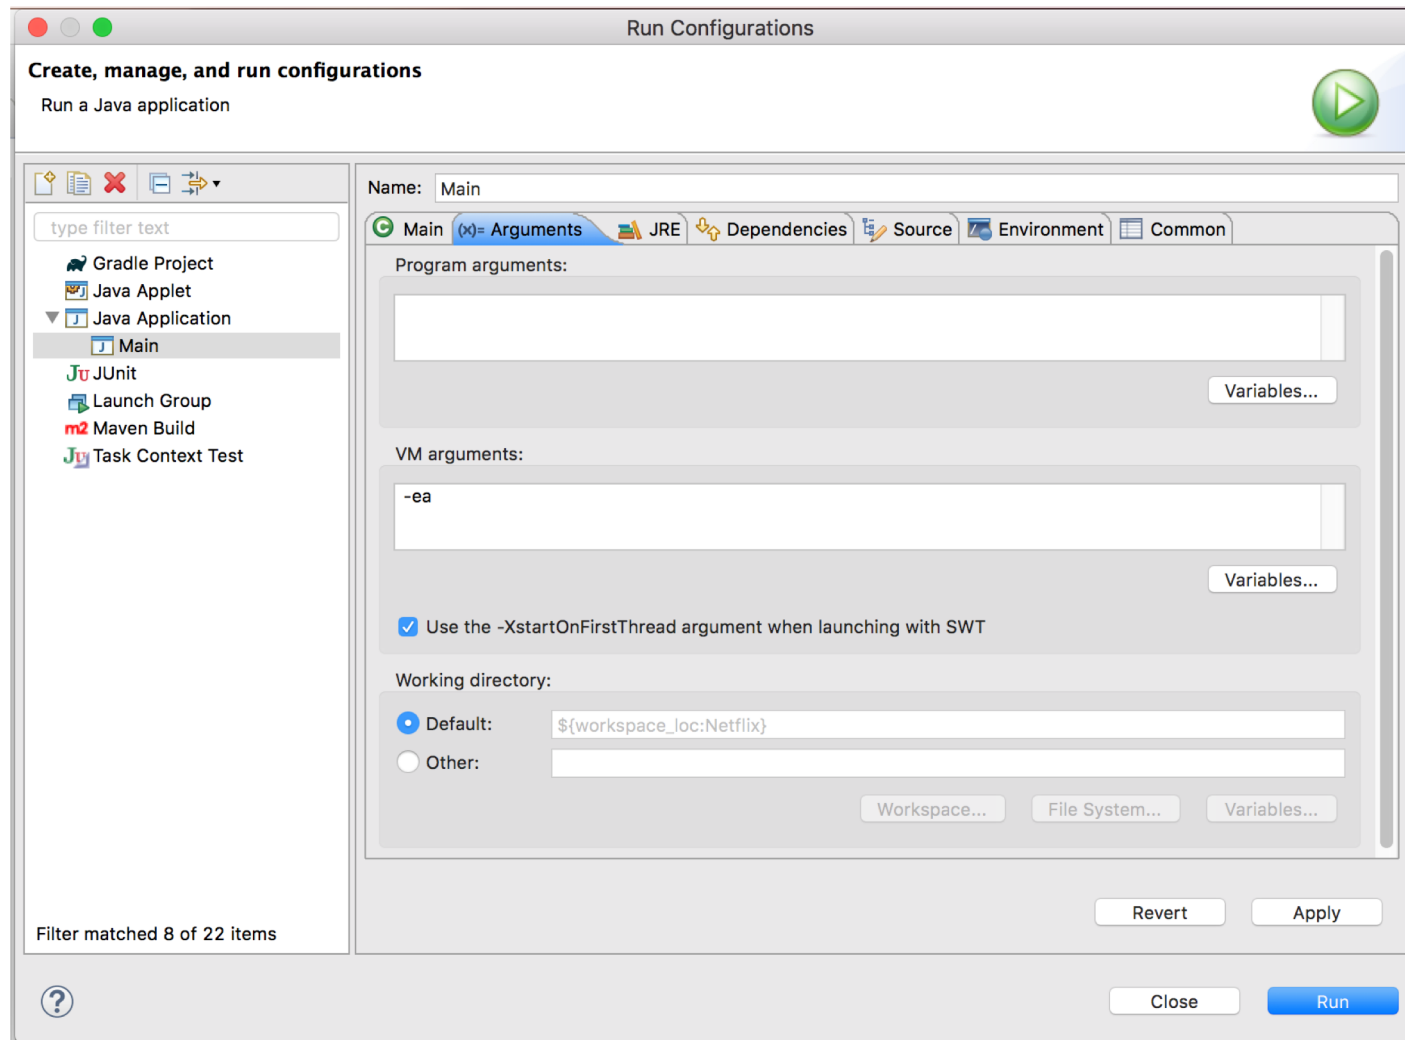 Run Configurations
Create, manage, and run configurations
Run a Java application
type filter text
Gradle Project
Java Applet
Java Application
Main
JUnit
Launch Group
Maven Build
Task Context Test
Filter matched 8 of 22 items
Name: Main
Main (x)= Arguments JRE Dependencies Source Environment Common
Program arguments:
Variables...
VM arguments:
-ea
Variables...
Use the -XstartOnFirstThread argument when launching with SWT
Working directory:
Default: ${workspace_loc:Netflix}
Other:
Workspace... File System... Variables...
Revert Apply
Close Run